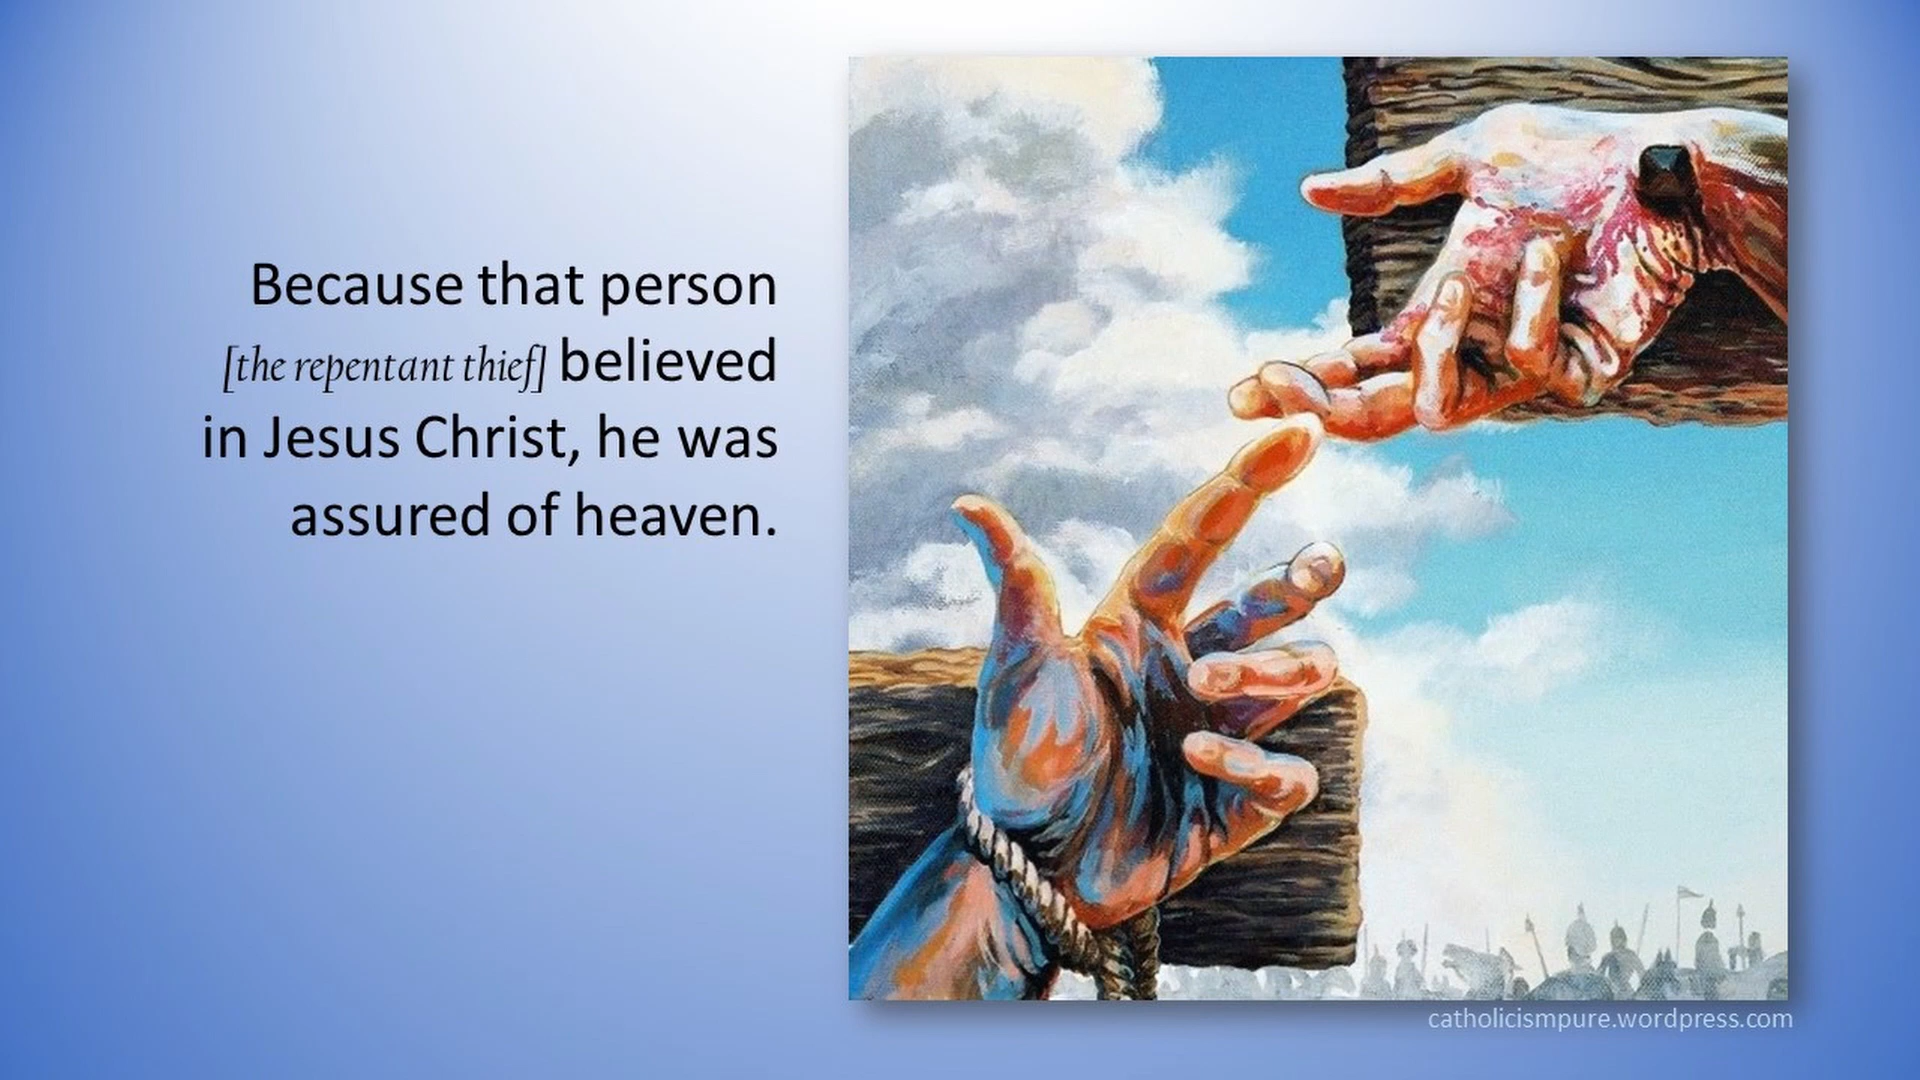 Because that person
[the repentant thief] believed
in Jesus Christ, he was
assured of heaven.
catholicismpure.wordpress.com